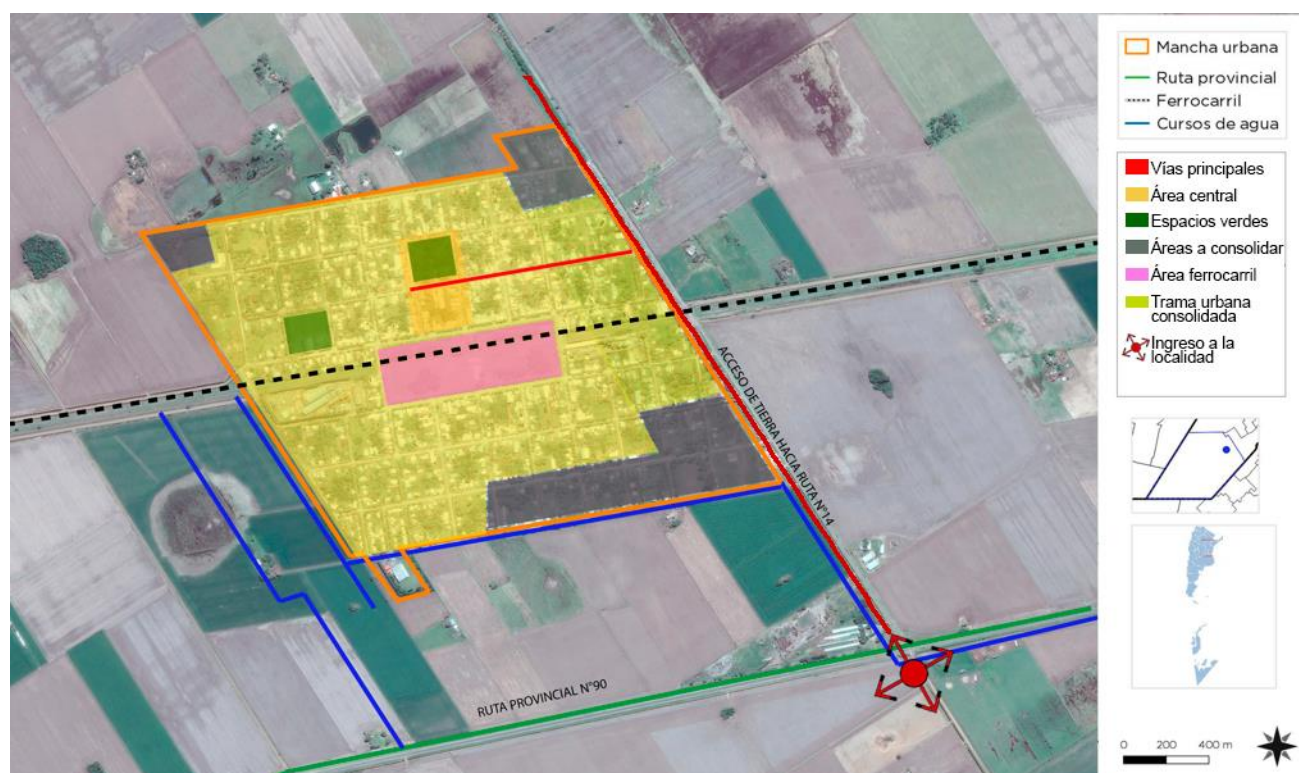 Mancha urbana
Ruta provincial
Ferrocarril
Cursos de agua
Vías principales
Área central
Espacios verdes
Áreas a consolidar
Área ferrocarril
Trama urbana
consolidada
Ingreso a la
localidad
ACCESO DE TIERRA HACIA RUTA N°14
RUTA PROVINCIAL N°90
0 200 400 m